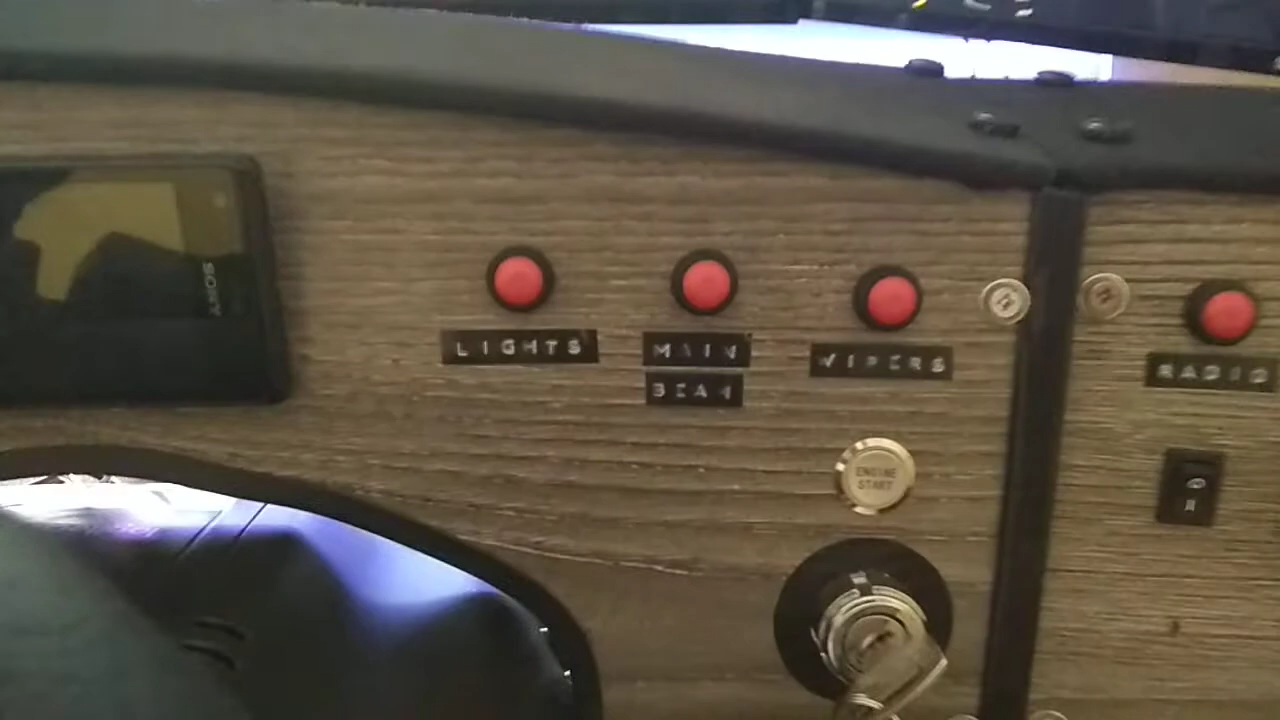 SONY
LIGHTS
MAIN
BEAM
WIPERS
RADIO
ENGINE
START